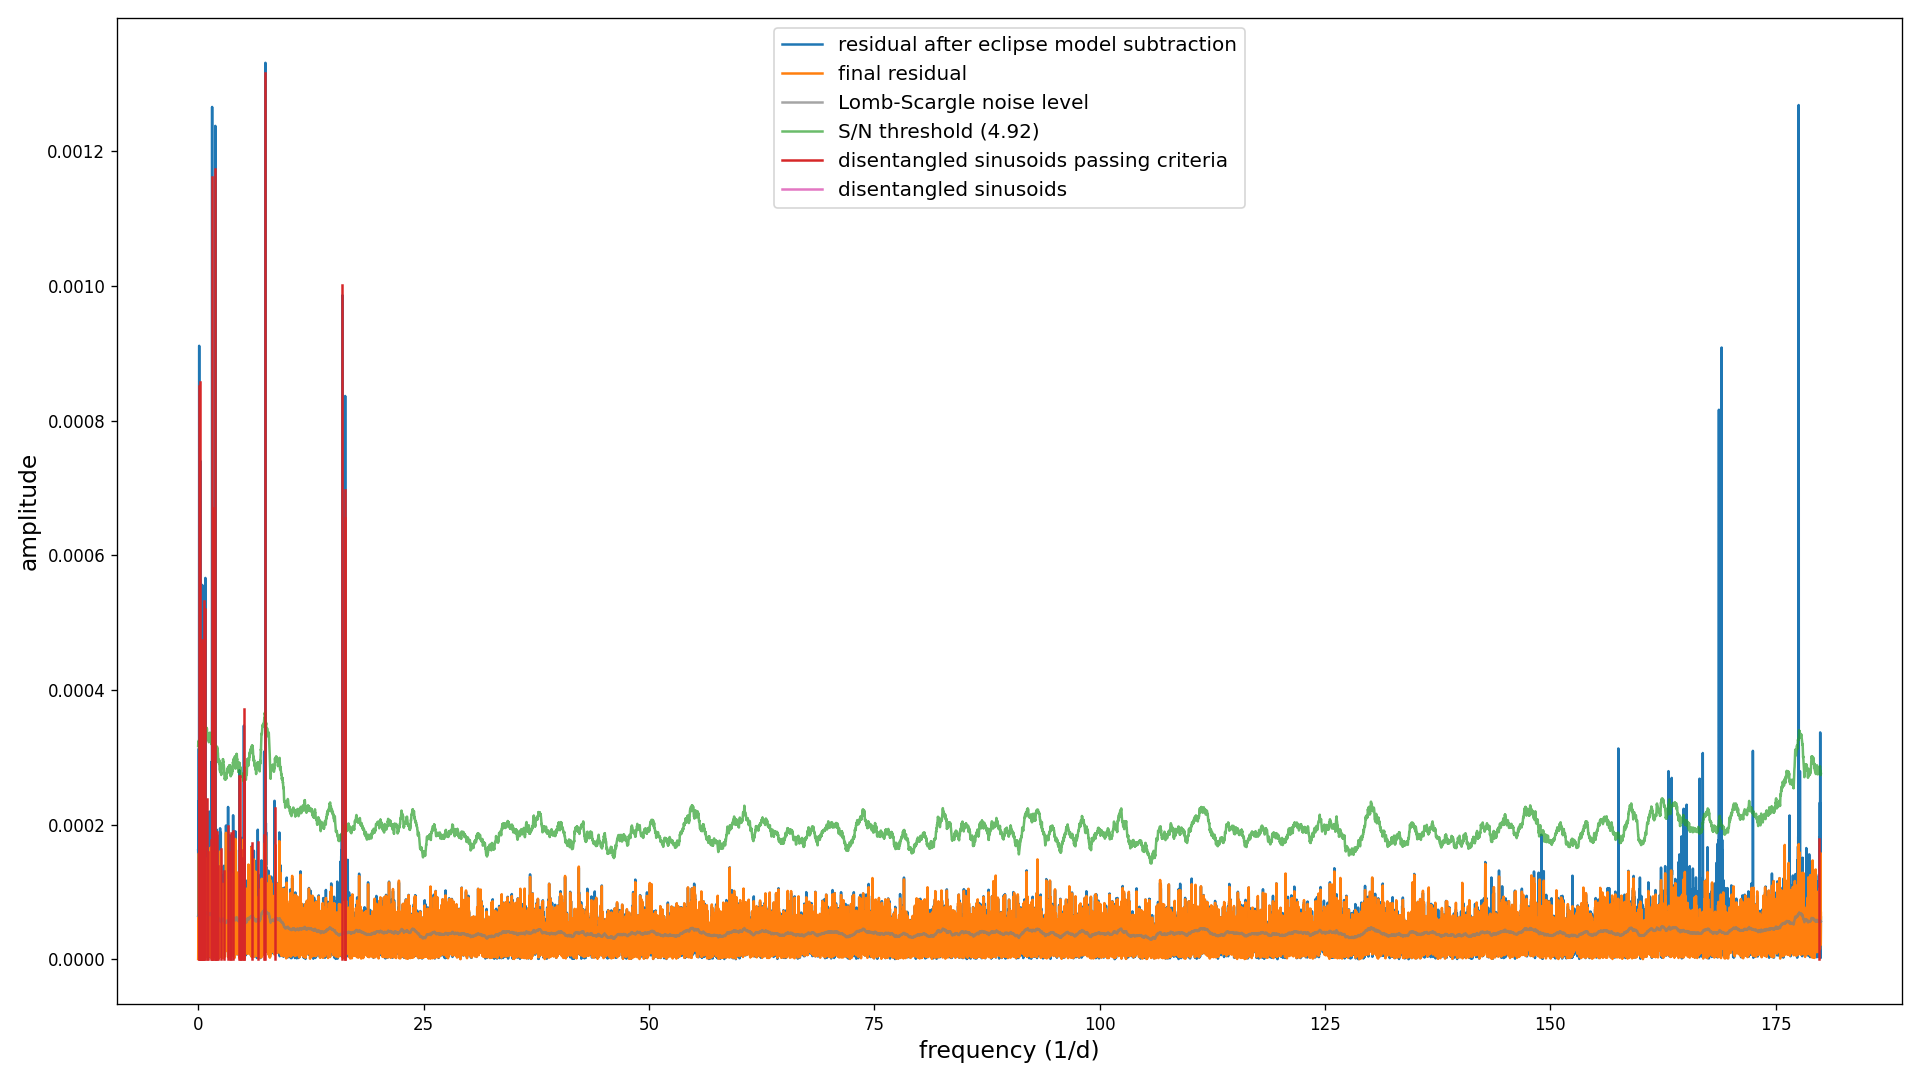 residual after eclipse model subtraction
final residual
Lomb-Scargle noise level
S/N threshold (4.92)
disentangled sinusoids passing criteria
disentangled sinusoids
0.0012
0.0010
0.0008
0.0006
0.0004
0.0002
0.0000
amplitude
0 25 50 75 100 125 150 175
frequency (1/d)